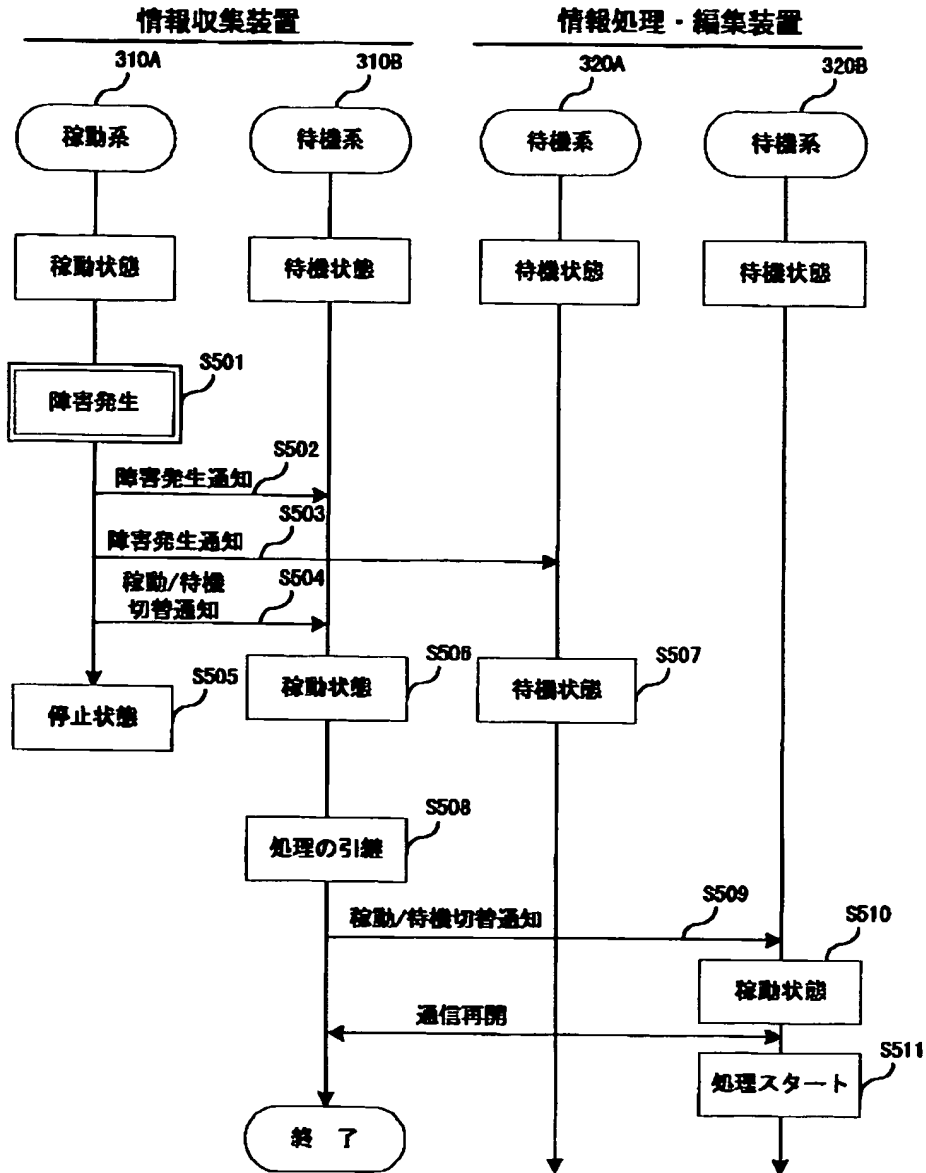 情報収集装置
情報処理・編集装置
310A
310B
320A
320B
稼動系
待機系
待機系
待機系
稼動状態
待機状態
待機状態
待機状態
S501
障害発生
S502
障害発生通知
S503
障害発生通知
S504
稼動/待機
切替通知
S505
停止状態
S506
稼動状態
S507
待機状態
S508
処理の引継
S509
稼動/待機切替通知
S510
稼動状態
通信再開
S511
処理スタート
終 了